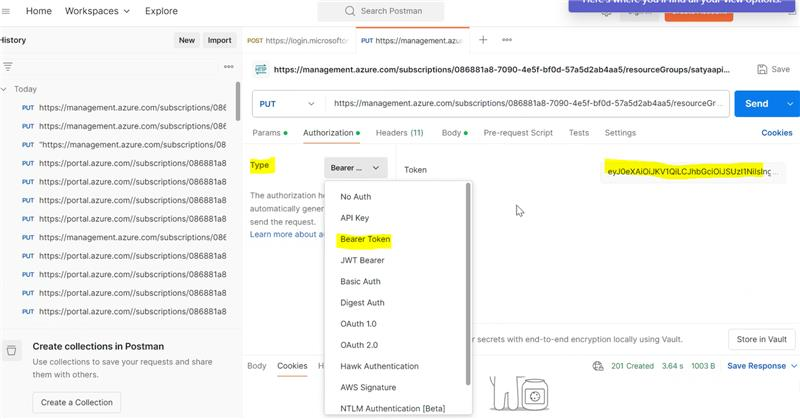 Here's where you'll find all your view options.
Home
Workspaces
Explore
Search Postman
History
New
Import
POST https://login.microsoftor
PUT https://management.azur
https://management.azure.com/subscriptions/086881a8-7090-4e5f-bf0d-57a5d2ab4aa5/resourceGroups/satyaapi...
Save
Today
PUT https://management.azure.com/subscriptions/086
PUT https://management.azure.com/subscriptions/086
PUT "https://management.azure.com/subscriptions/08
PUT https://portal.azure.com//subscriptions/086881a8
PUT https://portal.azure.com//subscriptions/086881a8
PUT https://portal.azure.com//subscriptions/086881a8
PUT https://portal.azure.com//subscriptions/086881a8
PUT https://management.azure.com/subscriptions/086
PUT https://portal.azure.com//subscriptions/086881a8
PUT https://portal.azure.com//subscriptions/086881a8
PUT https://portal.azure.com//subscriptions/086881a8
PUT https://portal.azure.com//subscriptions/086881a8
Create collections in Postman
Use collections to save your requests and share
them with others.
Create a Collection
PUT
https://management.azure.com/subscriptions/086881a8-7090-4e5f-bf0d-57a5d2ab4aa5/resourceGr...
Send
Params
Authorization
Headers (11)
Body
Pre-request Script
Tests
Settings
Cookies
Type
Bearer ...
Token
The authorization he
automatically gener
send the request.
Learn more about au
No Auth
API Key
Bearer Token
JWT Bearer
Basic Auth
Digest Auth
OAuth 1.0
OAuth 2.0
Hawk Authentication
AWS Signature
NTLM Authentication [Beta]
r secrets with end-to-end encryption locally using Vault.
Store in Vault
Body
Cookies
H
201 Created
3.64 s
1003 B
Save Response